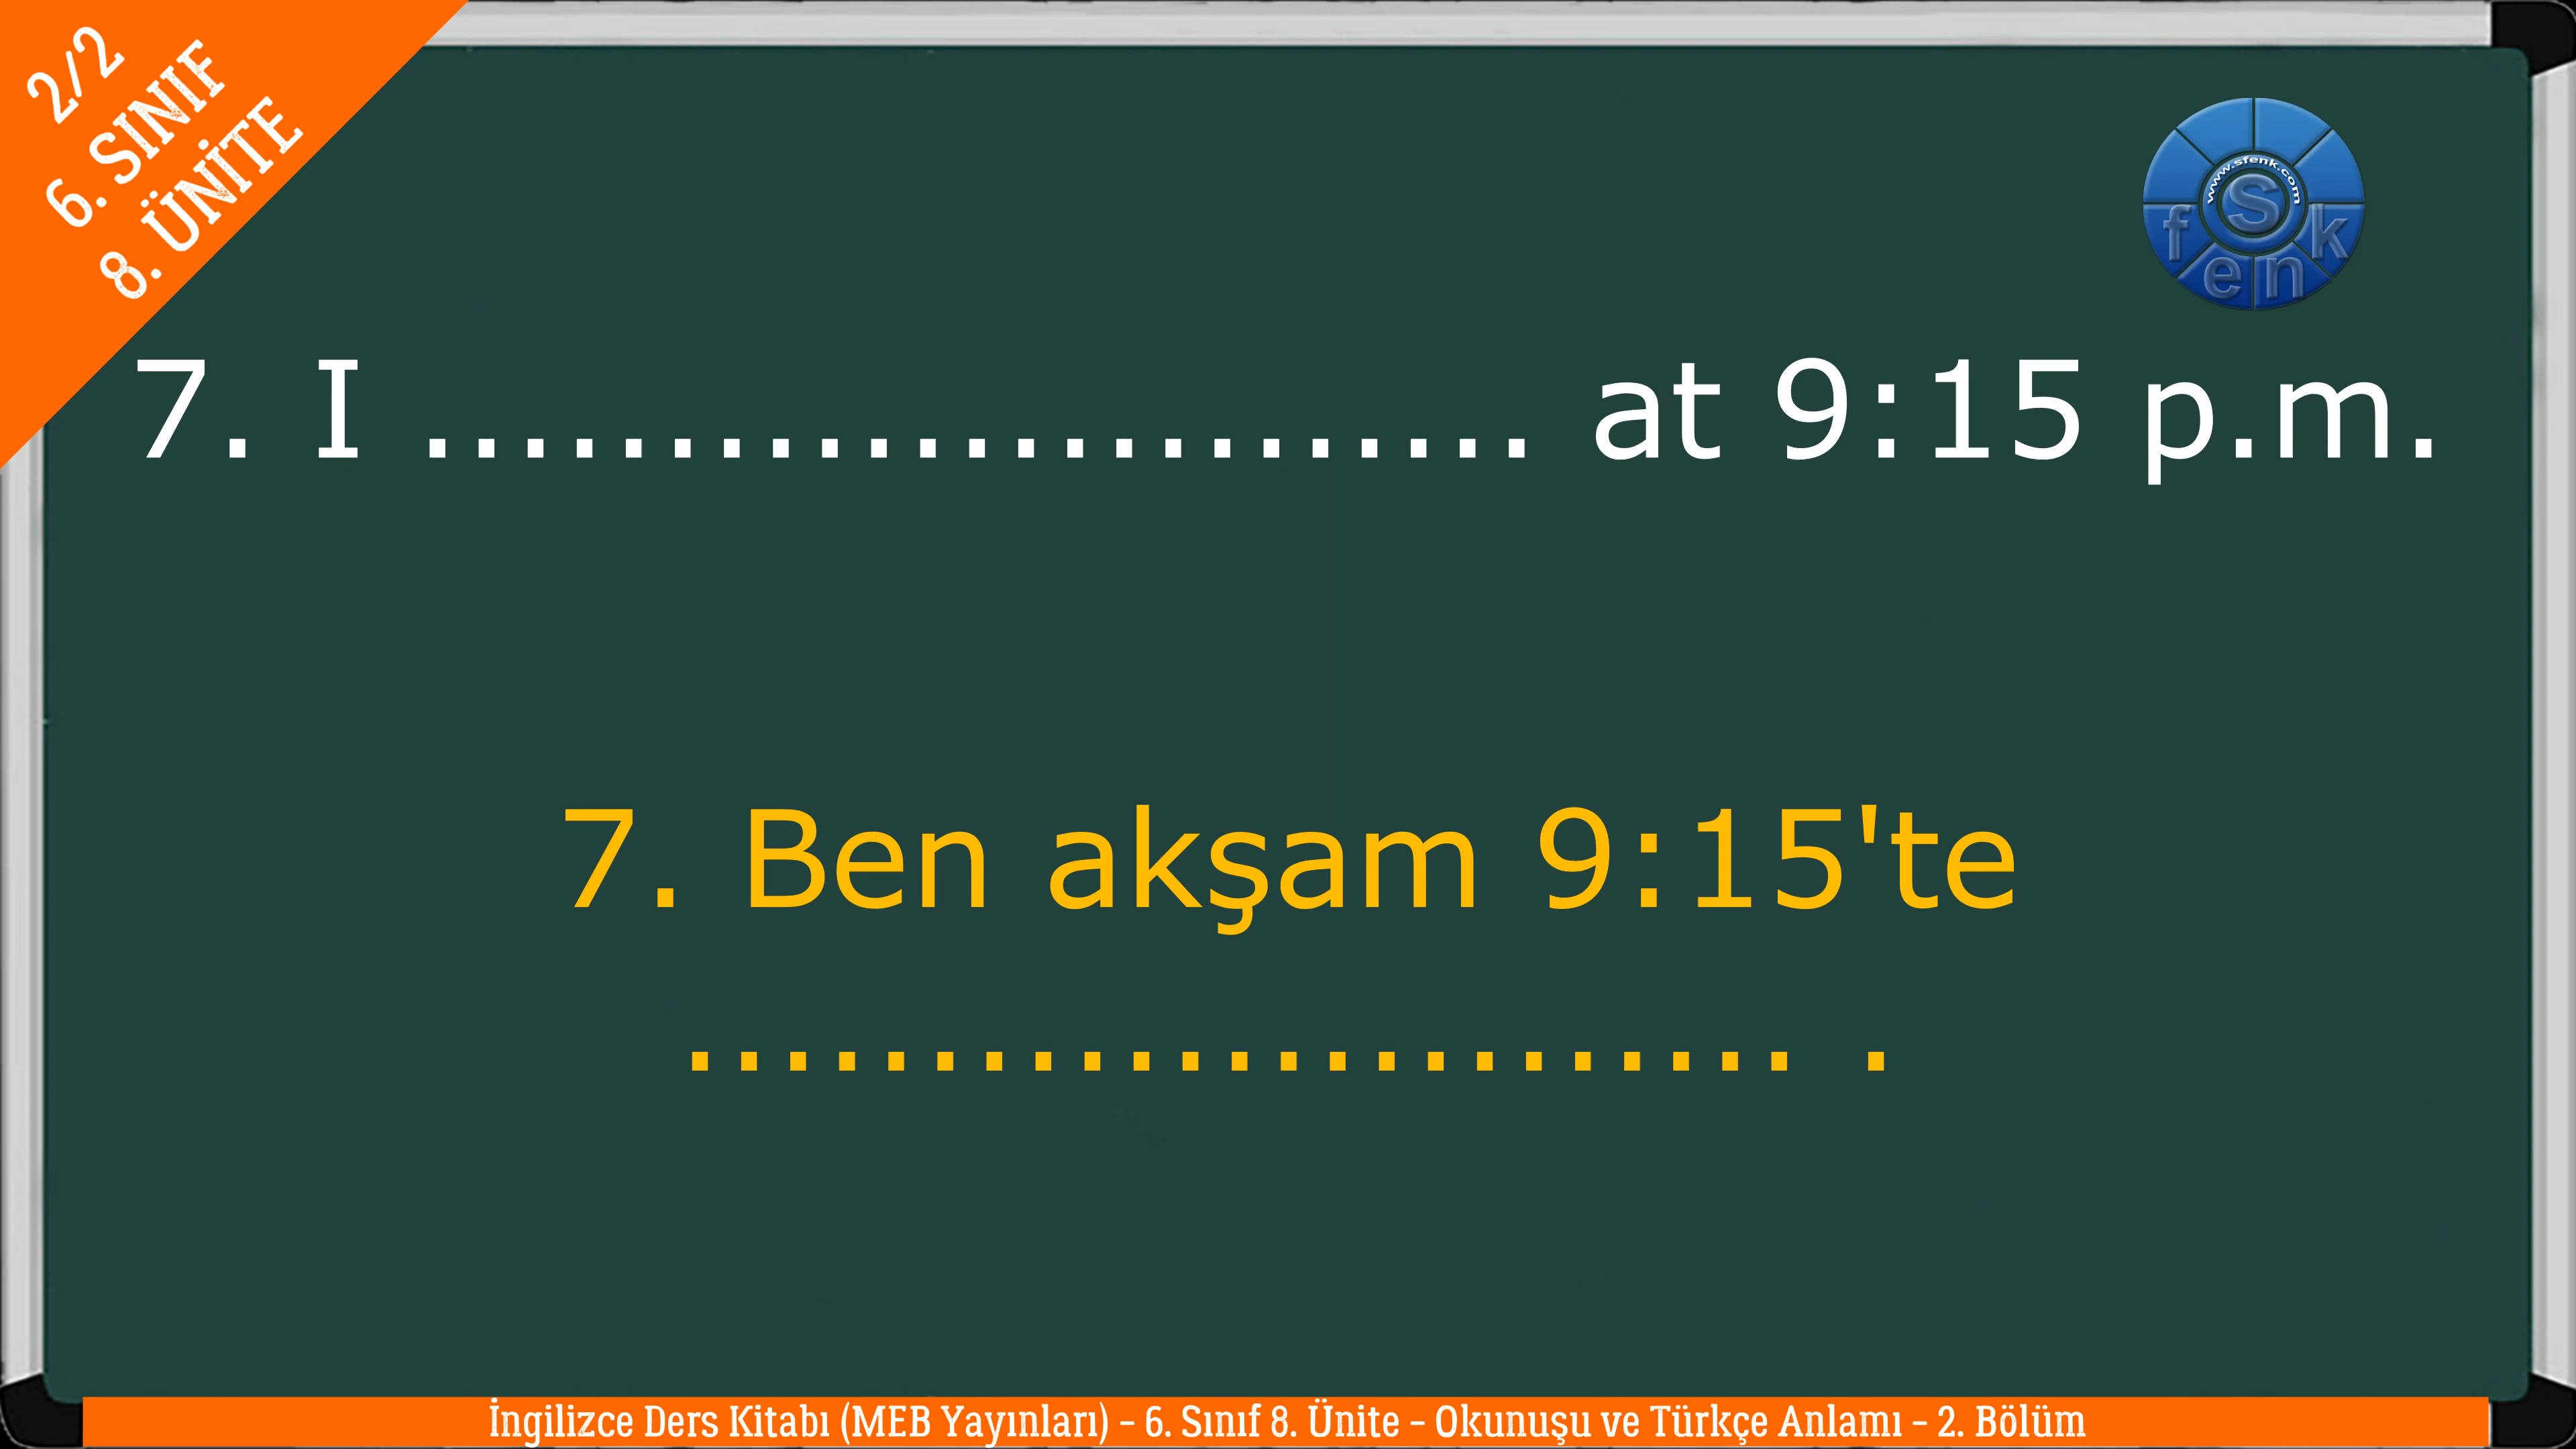 2/2
6. SINIF
8. ÜNİTE
www.sfenk.com
S
f e n k
7. I ....................... at 9:15 p.m.
7. Ben akşam 9:15'te
....................... .
İngilizce Ders Kitabı (MEB Yayınları) – 6. Sınıf 8. Ünite – Okunuşu ve Türkçe Anlamı – 2. Bölüm